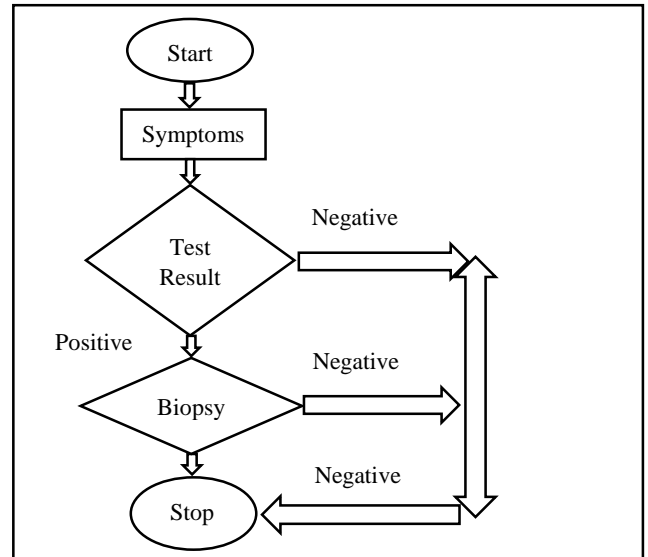 Start
Symptoms
Negative
Test
Result
Positive
Negative
Biopsy
Negative
Stop